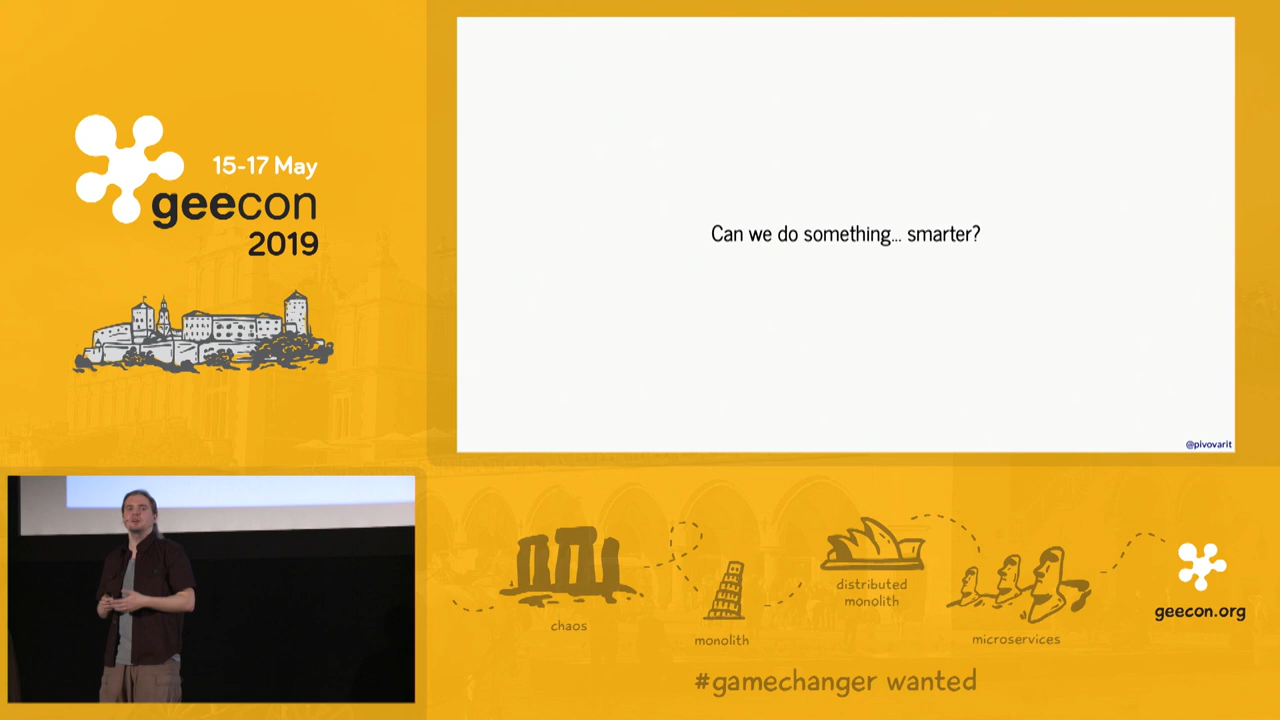 15-17 May
geecon
2019
Can we do something... smarter?
@pivovarit
chaos
monolith
distributed
monolith
microservices
geecon.org
#gamechanger wanted